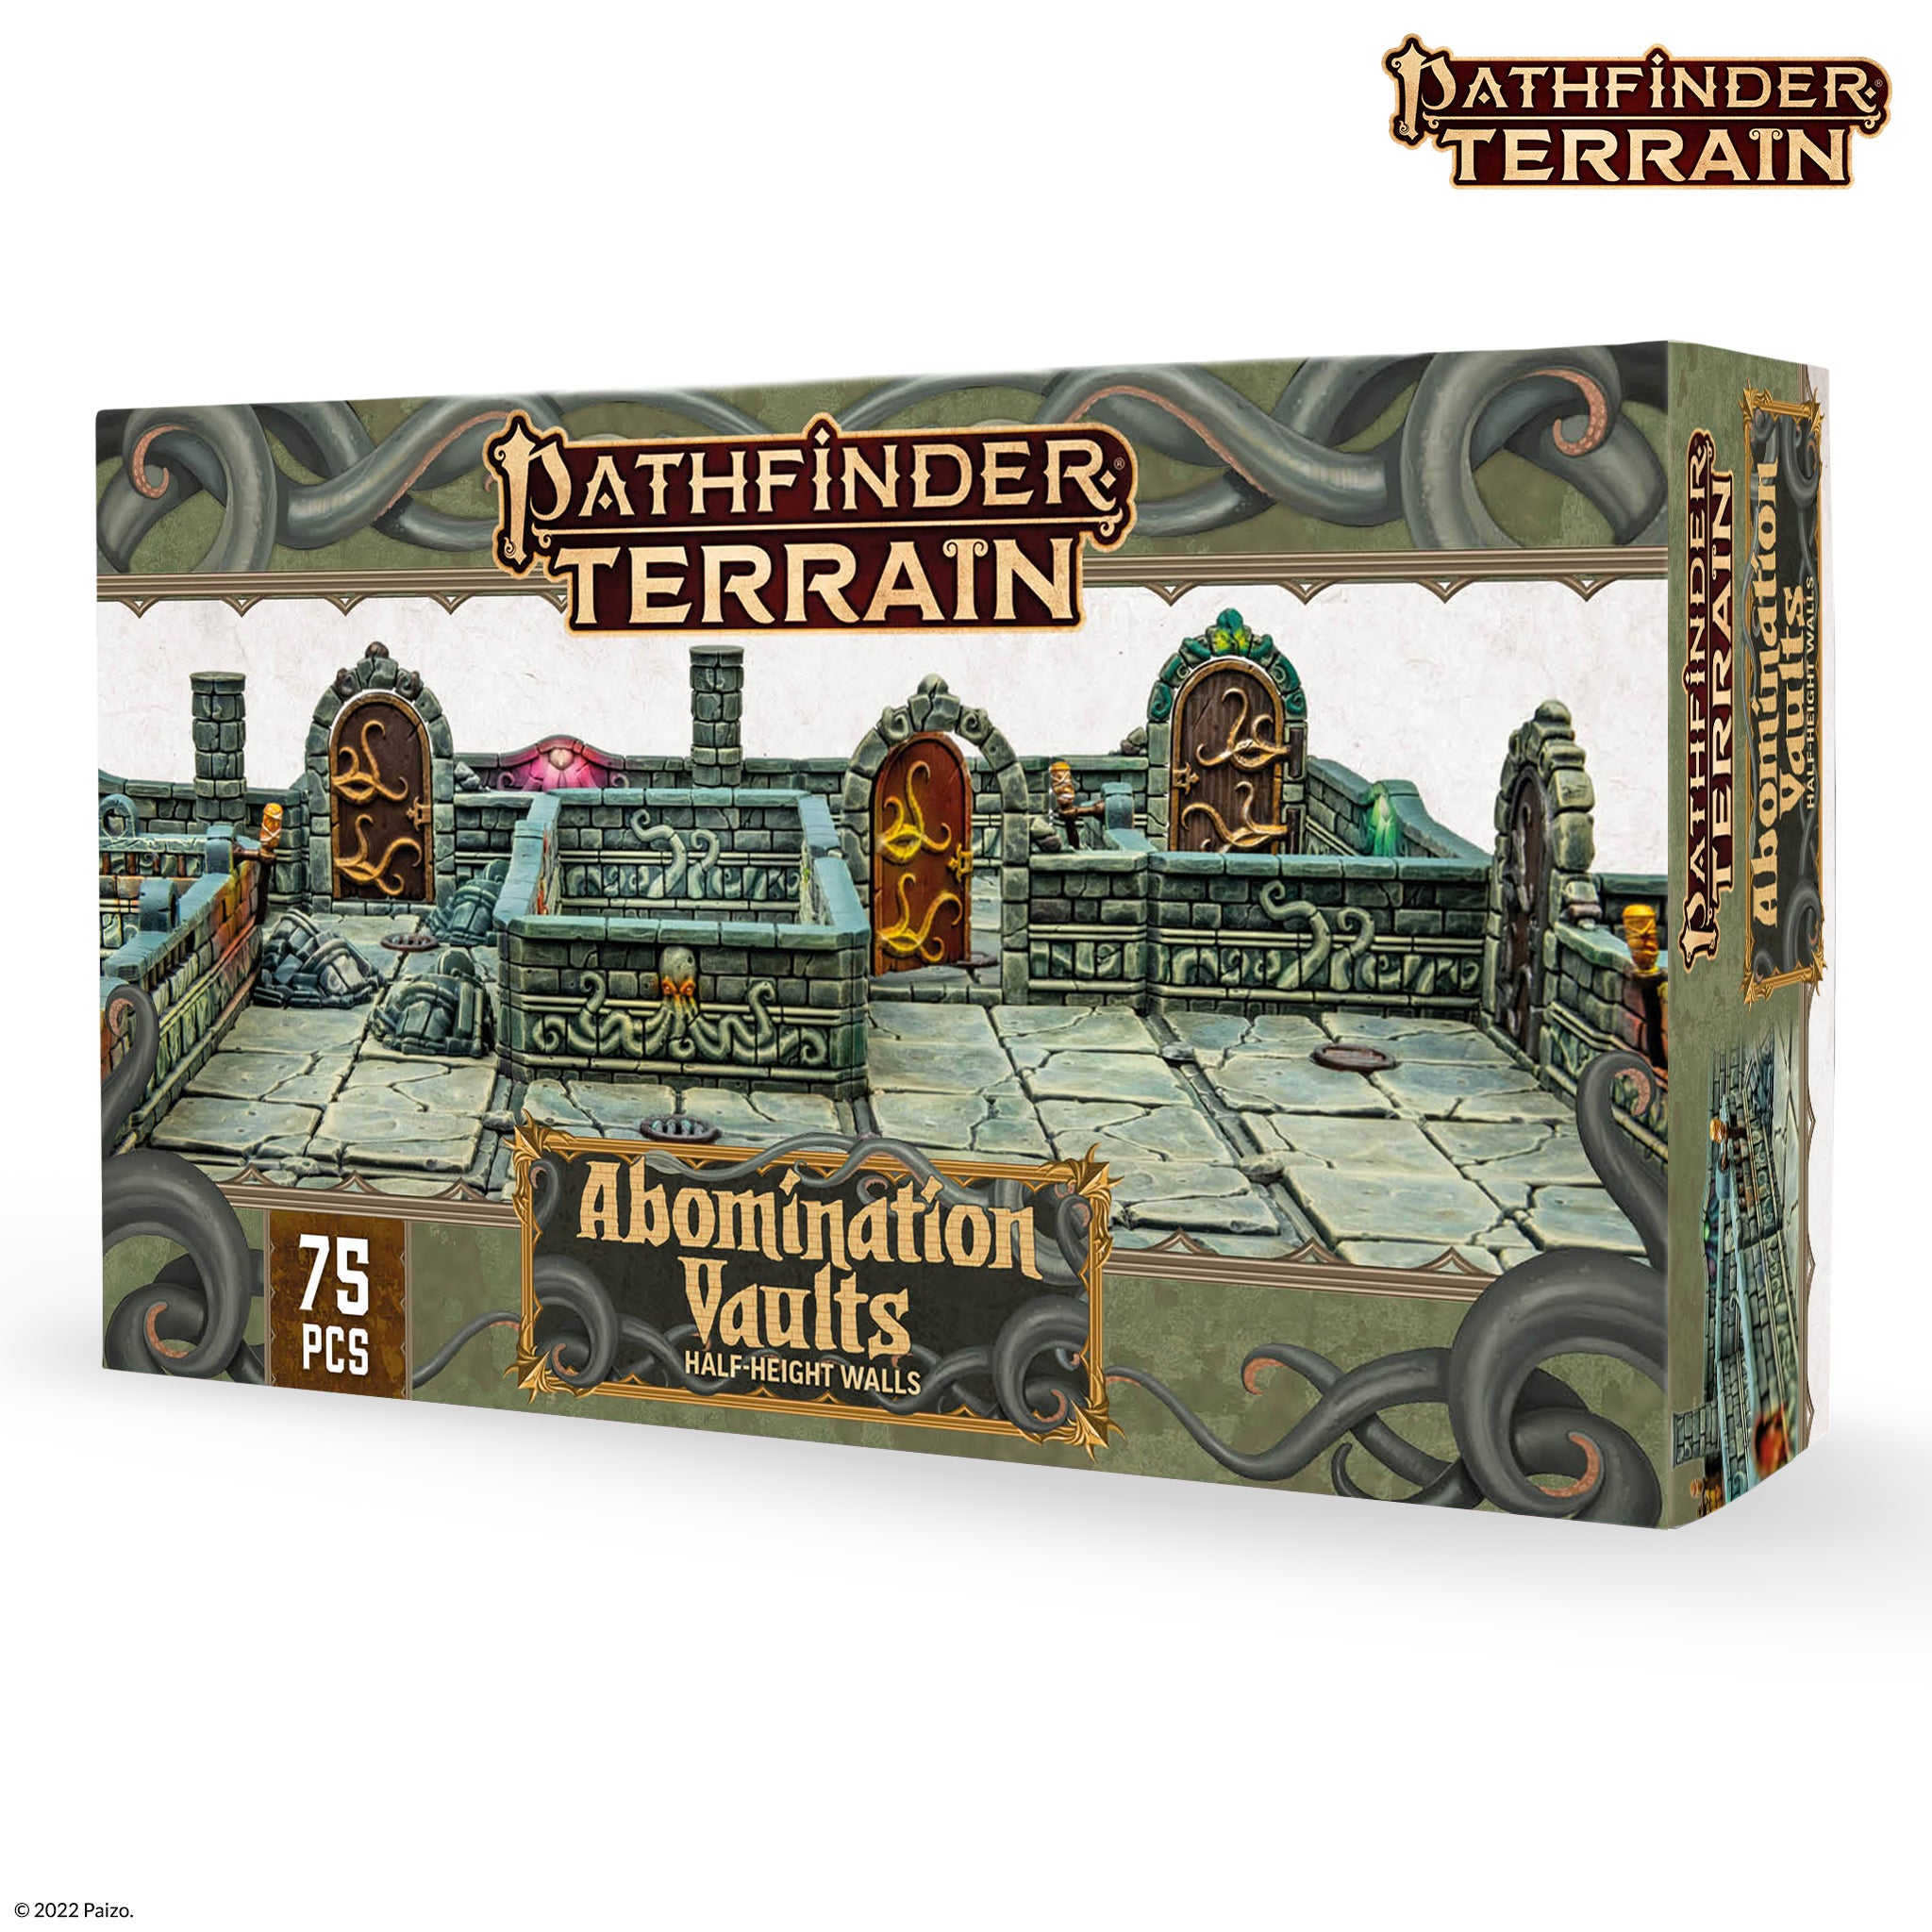 PATHFINDER®
TERRAIN
PATHFINDER®
TERRAIN
Abomination
Vaults
HALF-HEIGHT WALLS
75
PCS
PATHFINDER
TERRAIN
Abomination
Vaults
HALF-HEIGHT WALLS
© 2022 Paizo.